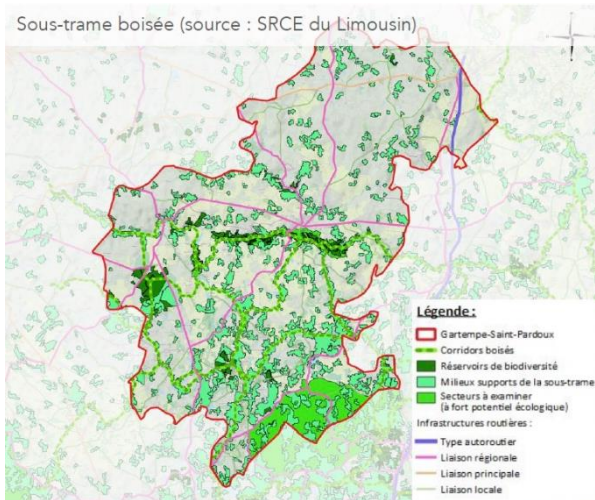 Sous-trame boisée (source : SRCE du Limousin)
Légende :
Gartempe-Saint-Pardoux
Corridors boisés
Réservoirs de biodiversité
Milieux supports de la sous-trame
Secteurs à examiner
(à fort potentiel écologique)
Infrastructures routières :
Type autoroutier
Liaison régionale
Liaison principale
Liaison locale